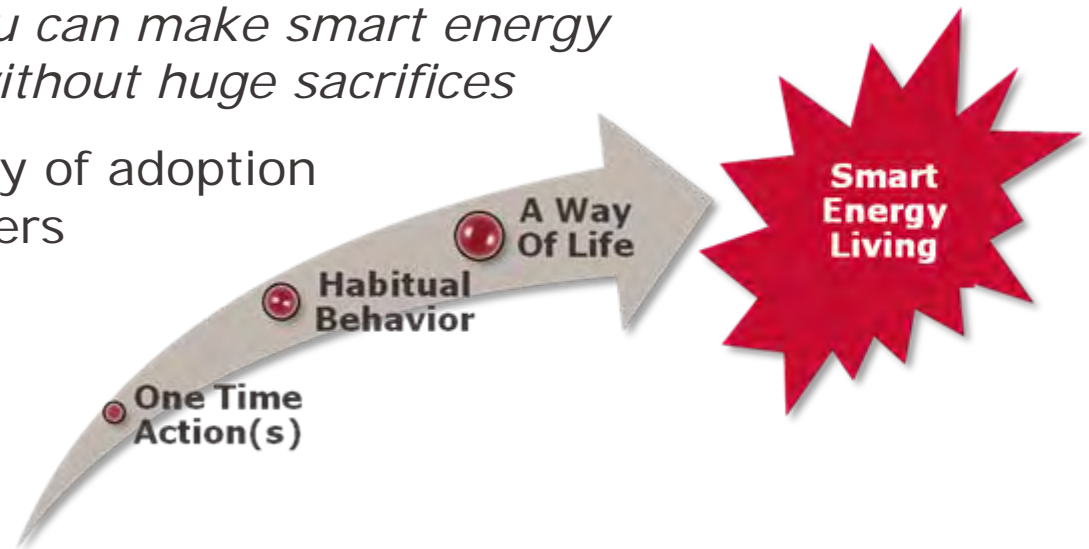 u can make smart energy
without huge sacrifices
y of adoption
ers
A Way
Of Life
Habitual
Behavior
One Time
Action(s)
Smart
Energy
Living